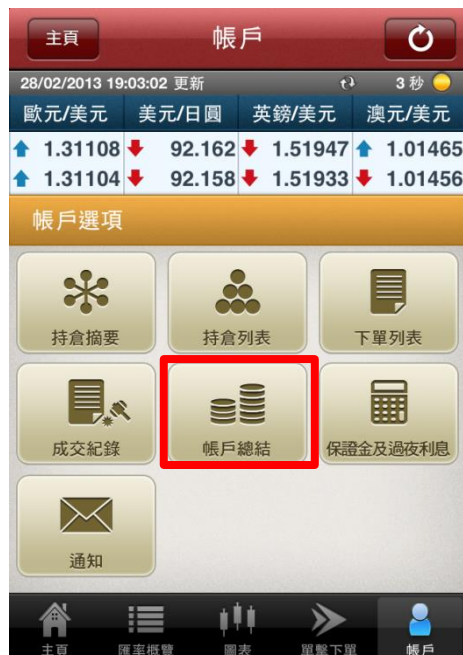 主頁 帳戶
28/02/2013 19:03:02 更新 3 秒
歐元/美元 美元/日圓 英鎊/美元 澳元/美元
1.31108 92.162 1.51947 1.01465
1.31104 92.158 1.51933 1.01456
帳戶選項
持倉摘要 持倉列表 下單列表
成交紀錄 帳戶總結 保證金及過夜利息
通知
主頁 匯率概覽 圖表 單擊下單 帳戶